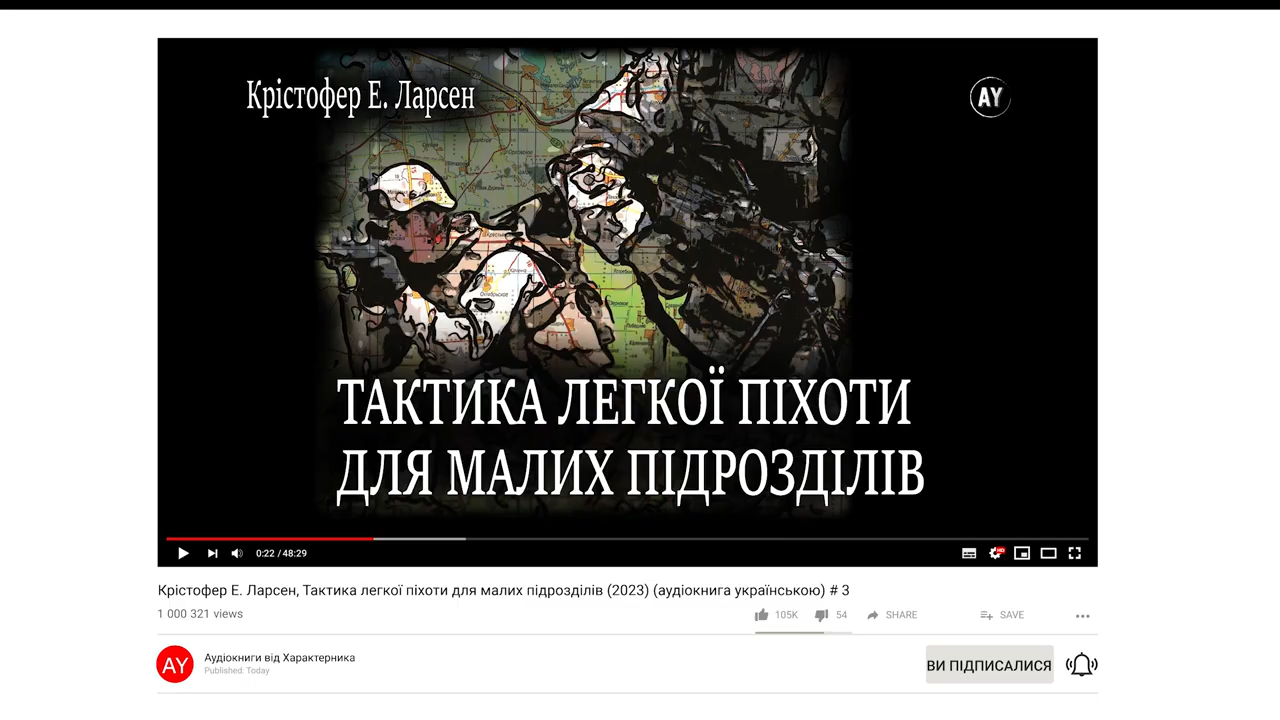 Крістофер Е. Ларсен
AY
ТАКТИКА ЛЕГКОЇ ПІХОТИ
ДЛЯ МАЛИХ ПІДРОЗДІЛІВ
0:22 / 48:29
HD
Крістофер Е. Ларсен, Тактика легкої піхоти для малих підрозділів (2023) (аудіокнига українською) # 3
1 000 321 views
105K 54 SHARE SAVE
AY
Аудіокниги від Характерника
Published: Today
ВИ ПІДПИСАЛИСЯ